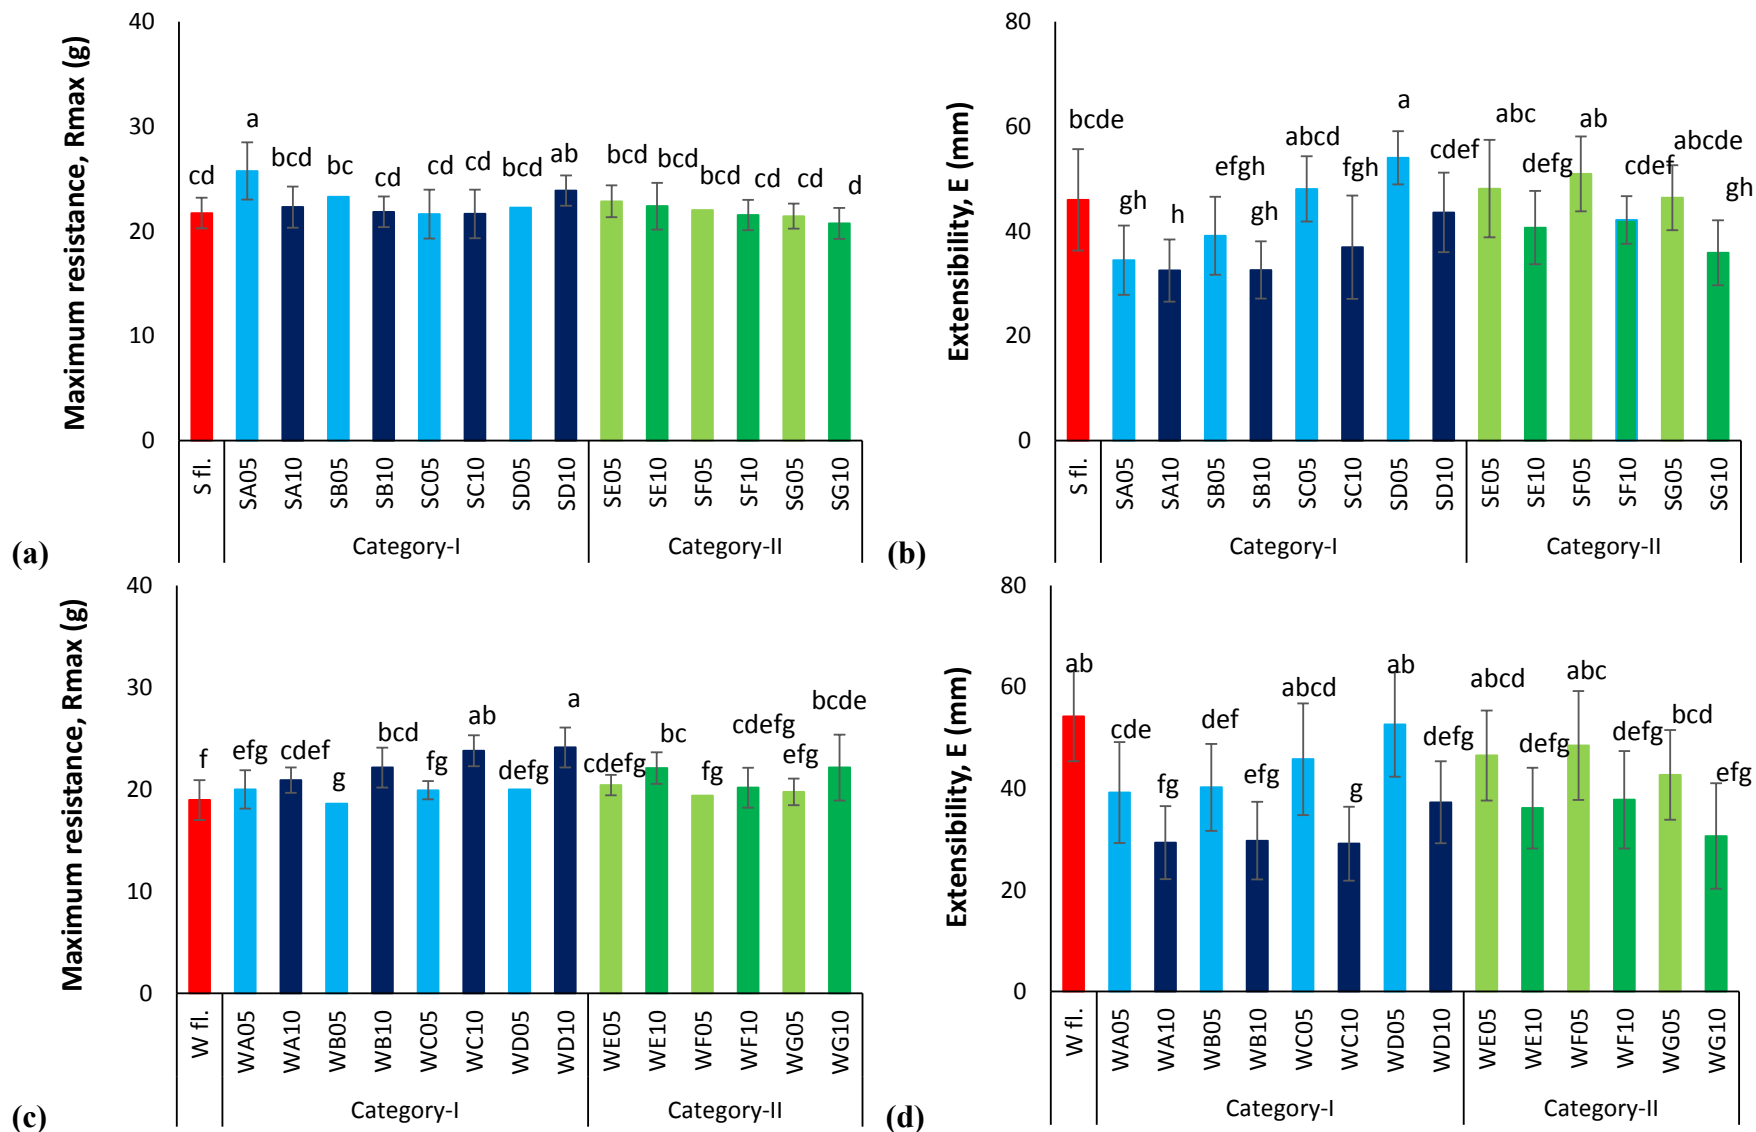 Maximum resistance, Rmax (g)
40
30
20
10
0
cd
a
bcd
bc
cd
cd
cd
bcd
ab
bcd
bcd
bcd
cd
cd
d
S fl.
SA05
SA10
SB05
SB10
SC05
SC10
SD05
SD10
SE05
SE10
SF05
SF10
SG05
SG10
Category-I
Category-II
(a)
Extensibility, E (mm)
80
60
40
20
0
bcde
gh
h
efgh
gh
abcd
fgh
a
cdef
abc
defg
ab
cdef
abcde
gh
S fl.
SA05
SA10
SB05
SB10
SC05
SC10
SD05
SD10
SE05
SE10
SF05
SF10
SG05
SG10
Category-I
Category-II
(b)
Maximum resistance, Rmax (g)
40
30
20
10
0
f
efg
cdef
g
bcd
fg
ab
defg
a
cdefg
bc
fg
cdefg
efg
bcde
W fl.
WA05
WA10
WB05
WB10
WC05
WC10
WD05
WD10
WE05
WE10
WF05
WF10
WG05
WG10
Category-I
Category-II
(c)
Extensibility, E (mm)
80
60
40
20
0
ab
cde
fg
def
efg
abcd
g
ab
defg
abcd
defg
abc
defg
bcd
efg
W fl.
WA05
WA10
WB05
WB10
WC05
WC10
WD05
WD10
WE05
WE10
WF05
WF10
WG05
WG10
Category-I
Category-II
(d)